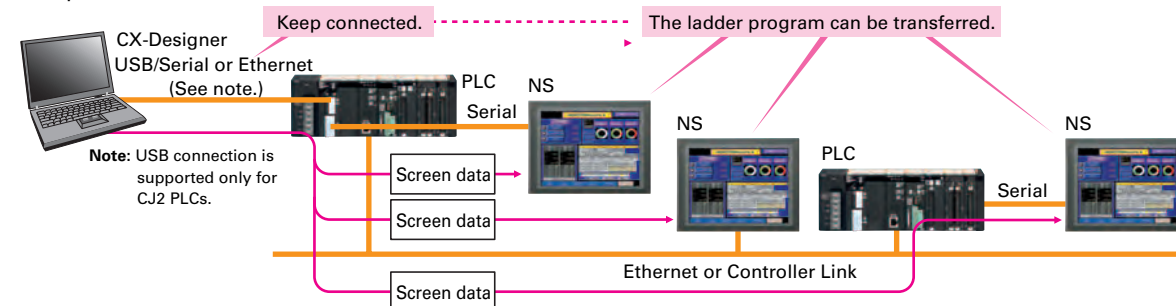 Keep connected.
The ladder program can be transferred.
CX-Designer
USB/Serial or Ethernet
(See note.)
PLC
NS
Serial
NS
NS
PLC
Note: USB connection is
supported only for
CJ2 PLCs.
Screen data
Serial
Screen data
Ethernet or Controller Link
Screen data